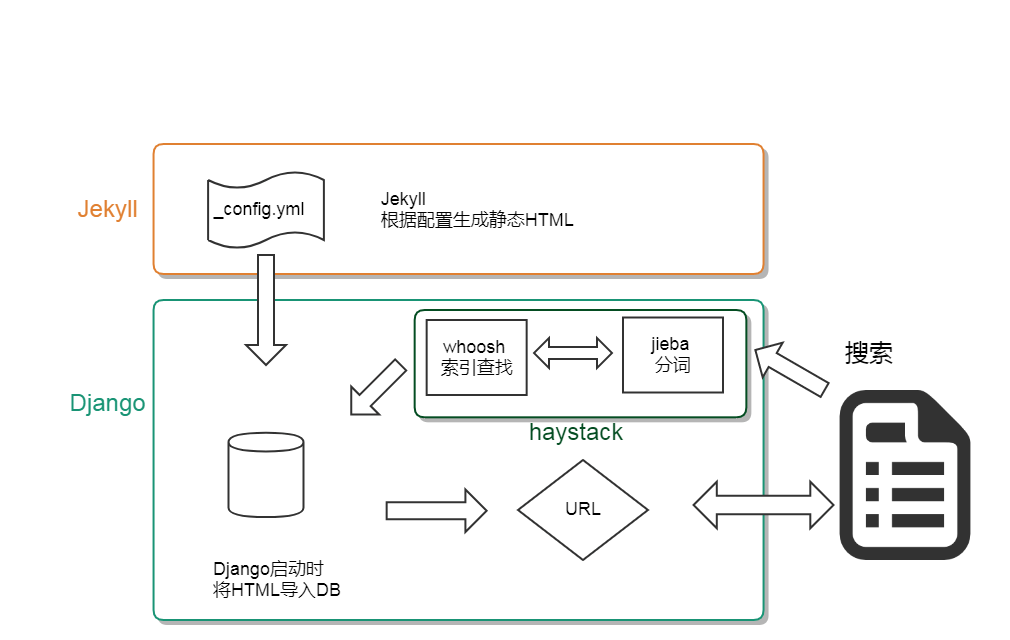 Jekyll
_config.yml
Jekyll
根据配置生成静态HTML
Django
whoosh
索引查找
jieba
分词
搜索
haystack
URL
Django启动时
将HTML导入DB